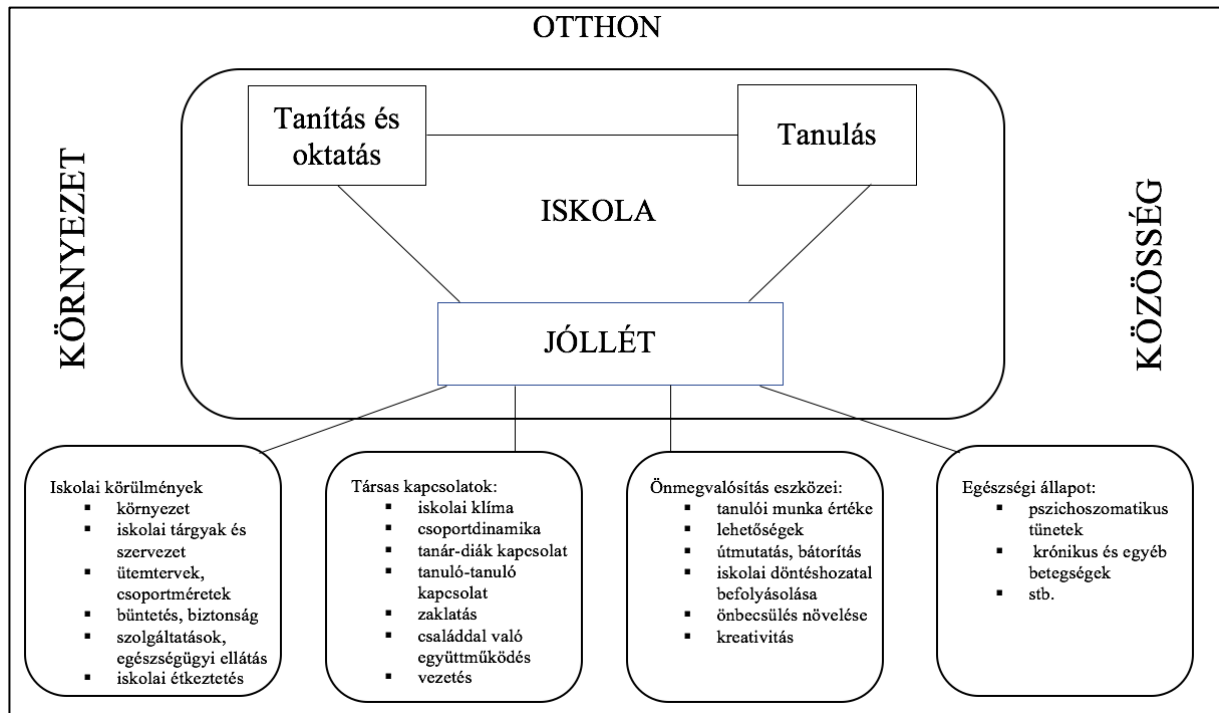 OTTHON
KÖRNYEZET
Tanítás és
oktatás
Tanulás
ISKOLA
JÓLLÉT
KÖZÖSSÉG
Iskolai körülmények
▪ környezet
▪ iskolai tárgyak és
szervezet
▪ ütemtervek,
csoportméretek
▪ büntetés, biztonság
▪ szolgáltatások,
egészségügyi ellátás
▪ iskolai étkeztetés
Társas kapcsolatok:
▪ iskolai klíma
▪ csoportdinamika
▪ tanár-diák kapcsolat
▪ tanuló-tanuló
kapcsolat
▪ zaklatás
▪ családdal való
együttműködés
▪ vezetés
Önmegvalósítás eszközei:
▪ tanulói munka értéke
▪ lehetőségek
▪ útmutatás, bátorítás
▪ iskolai döntéshozatal
befolyásolása
▪ önbecsülés növelése
▪ kreativitás
Egészségi állapot:
▪ pszichoszomatikus
tünetek
▪ krónikus és egyéb
betegségek
▪ stb.